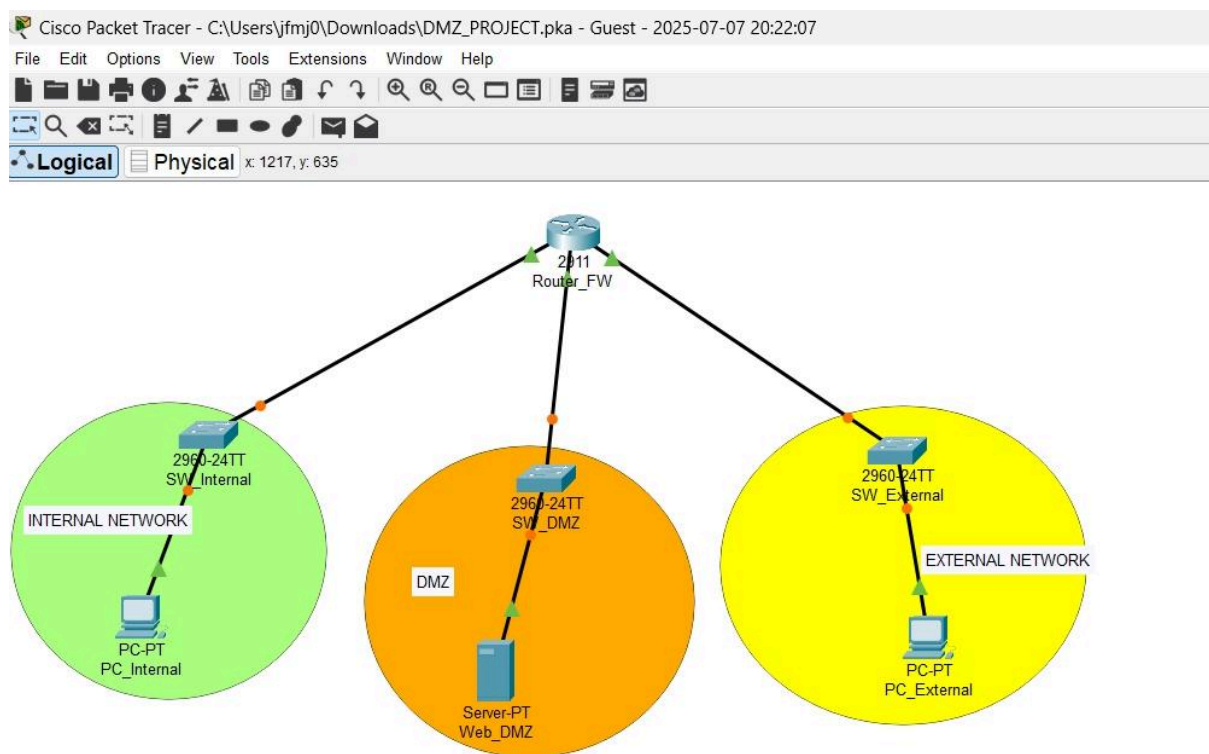 Cisco Packet Tracer - C:\Users\jfmj0\Downloads\DMZ_PROJECT.pka - Guest - 2025-07-07 20:22:07
File Edit Options View Tools Extensions Window Help
Logical Physical x: 1217, y: 635
2911
Router_FW
2960-24TT
SW_Internal
INTERNAL NETWORK
PC-PT
PC_Internal
2960-24TT
SW_DMZ
DMZ
Server-PT
Web_DMZ
2960-24TT
SW_External
EXTERNAL NETWORK
PC-PT
PC_External